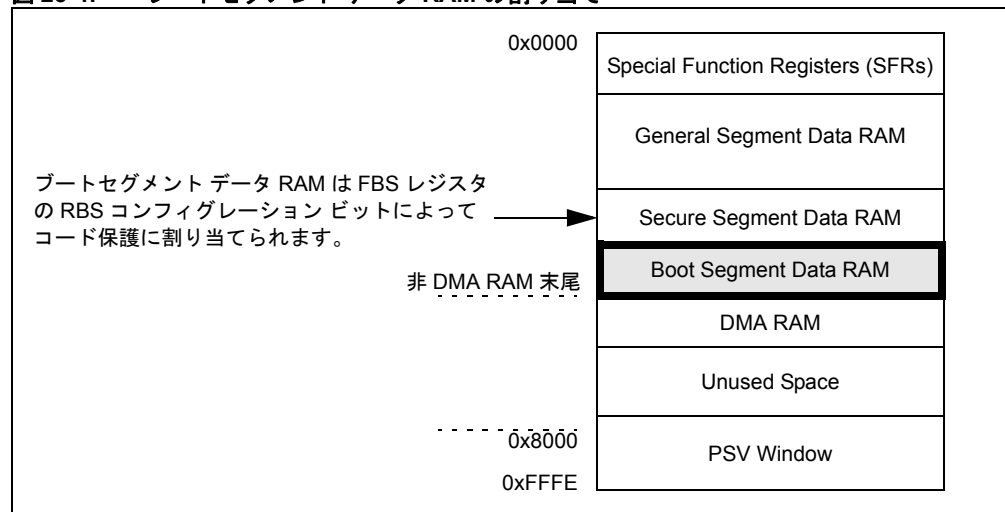 0x0000
Special Function Registers (SFRs)
General Segment Data RAM
ブートセグメント データ RAM は FBS レジスタ
の RBS コンフィグレーション ビットによって
コード保護に割り当てられます。
Secure Segment Data RAM
Boot Segment Data RAM
非 DMA RAM 末尾
DMA RAM
Unused Space
0x8000
PSV Window
0xFFFE